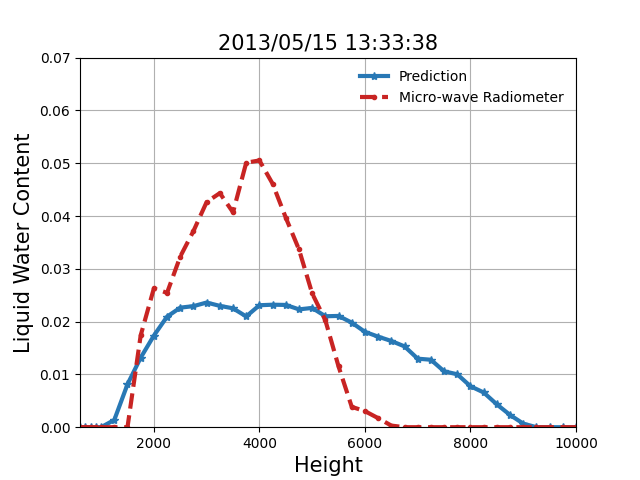 2013/05/15 13:33:38
Liquid Water Content
0.07
0.06
0.05
0.04
0.03
0.02
0.01
0.00
Prediction
Micro-wave Radiometer
2000 4000 6000 8000 10000
Height